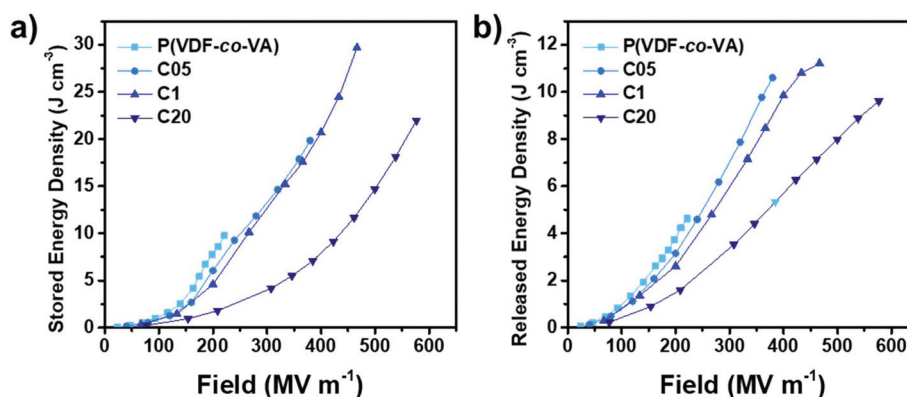 a)
Stored Energy Density (J cm⁻³)
30
25
20
15
10
5
0
P(VDF-co-VA)
C05
C1
C20
0 100 200 300 400 500 600
Field (MV m⁻¹)
b)
Released Energy Density (J cm⁻³)
12
10
8
6
4
2
0
P(VDF-co-VA)
C05
C1
C20
0 100 200 300 400 500 600
Field (MV m⁻¹)